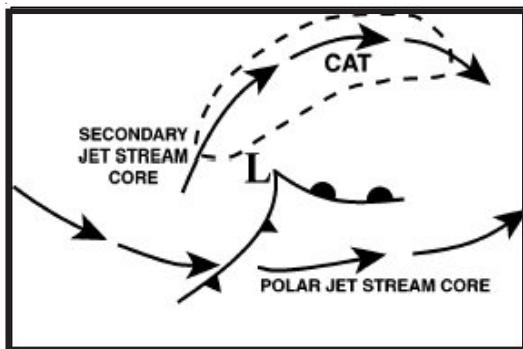 CAT
SECONDARY
JET STREAM
CORE
L
POLAR JET STREAM CORE